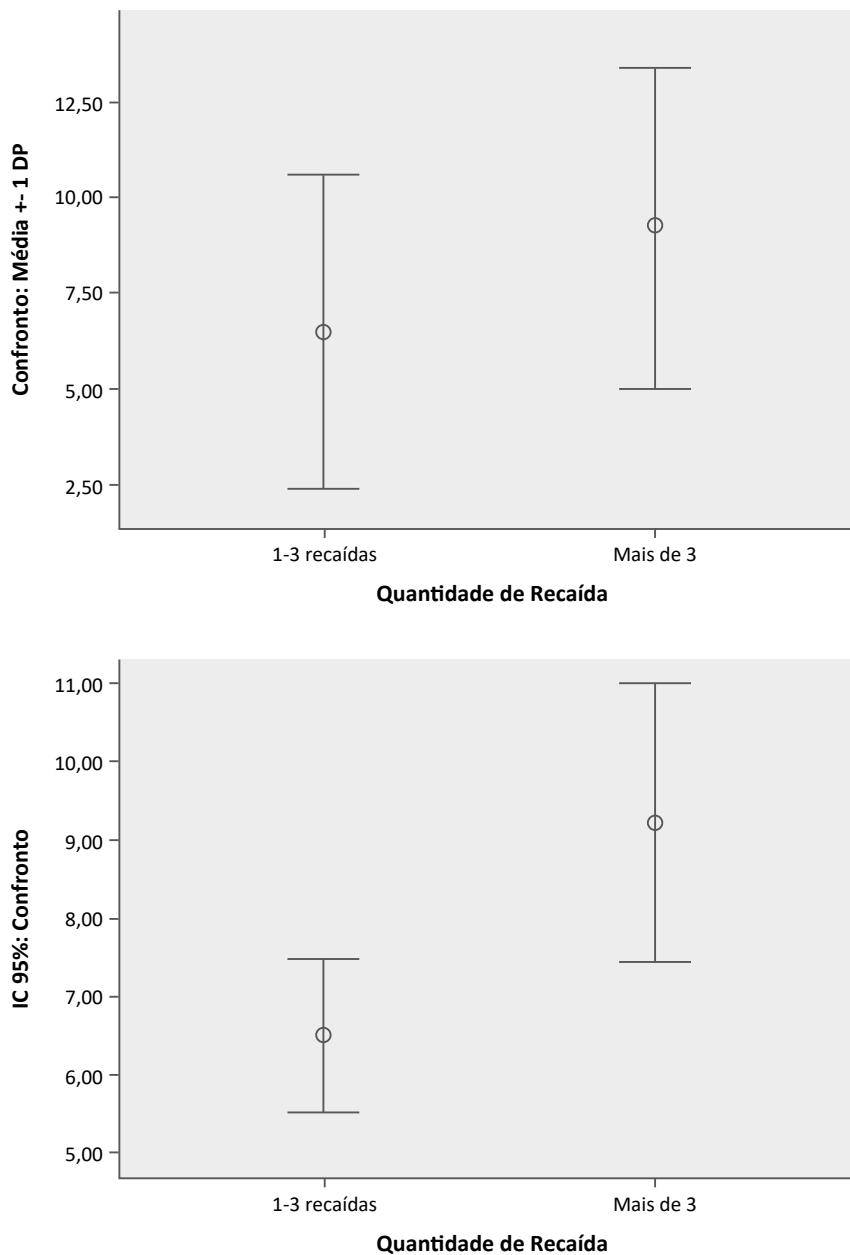 Confronto: Média +- 1 DP
12,50
10,00
7,50
5,00
2,50
1-3 recaídas
Mais de 3
Quantidade de Recaída
IC 95%: Confronto
11,00
10,00
9,00
8,00
7,00
6,00
5,00
1-3 recaídas
Mais de 3
Quantidade de Recaída